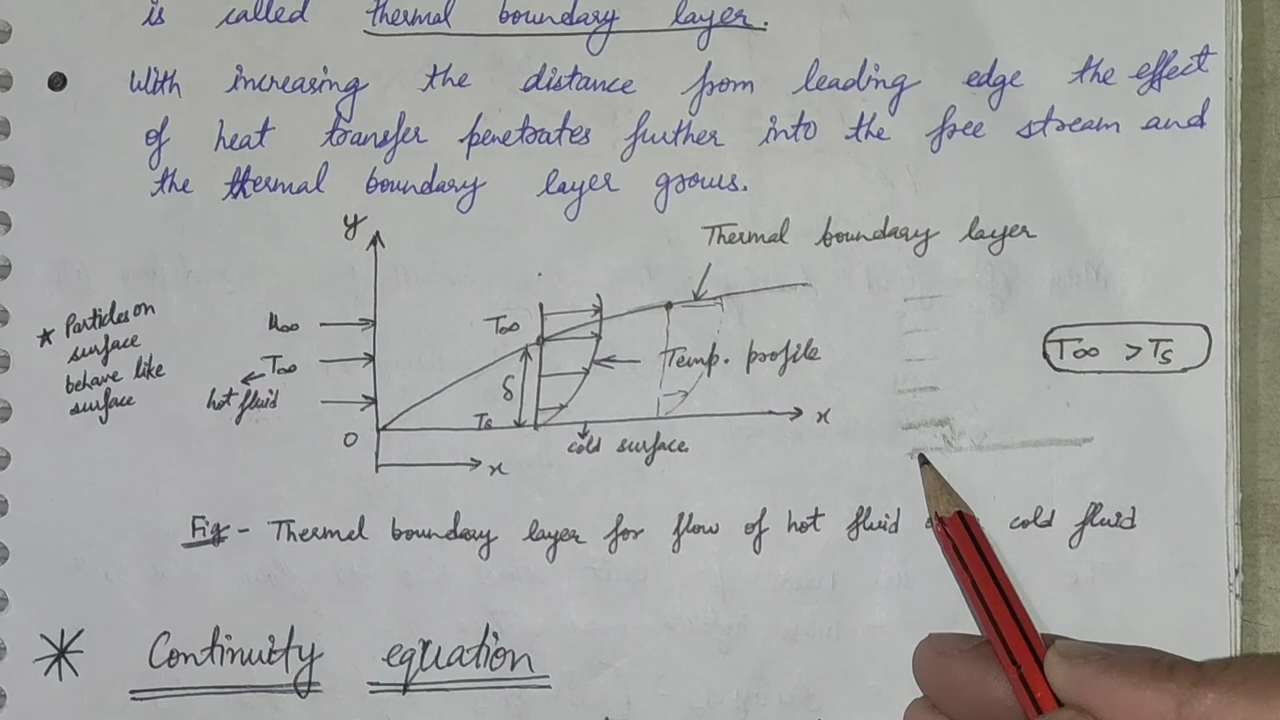 is called thermal boundary layer.
With increasing the distance from leading edge the effect
of heat transfer penetrates further into the free stream and
the thermal boundary layer grows.
y
Thermal boundary layer
* Particles on
surface
behave like
surface
U∞
T∞
hot fluid
T∞
δ
Ts
Temp. profile
T∞ > Ts
O
x
cold surface
x
Fig - Thermal boundary layer for flow of hot fluid cold fluid
* Continuity equation